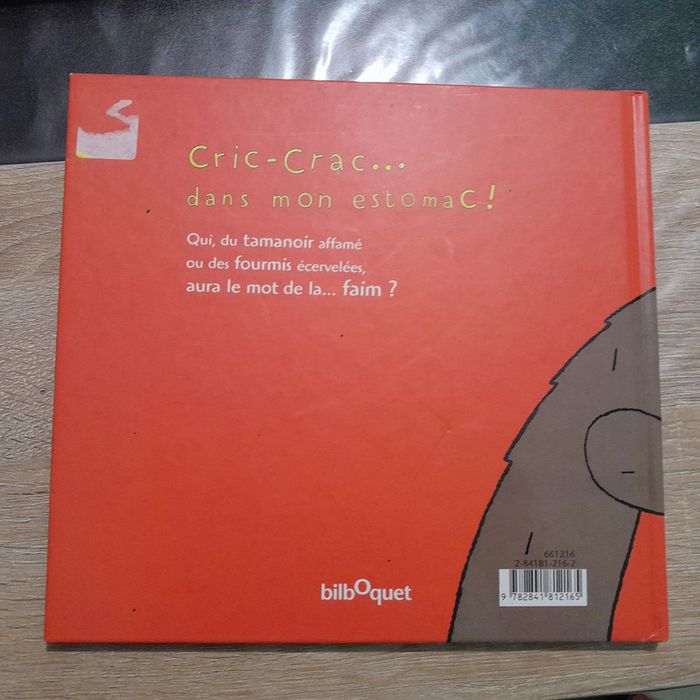 Cric-Crac...
dans mon estomac!
Qui, du tamanoir affamé
ou des fourmis écervelées,
aura le mot de la... faim ?
661216
2-84181-216-2
9 782841 812165
bilbOquet